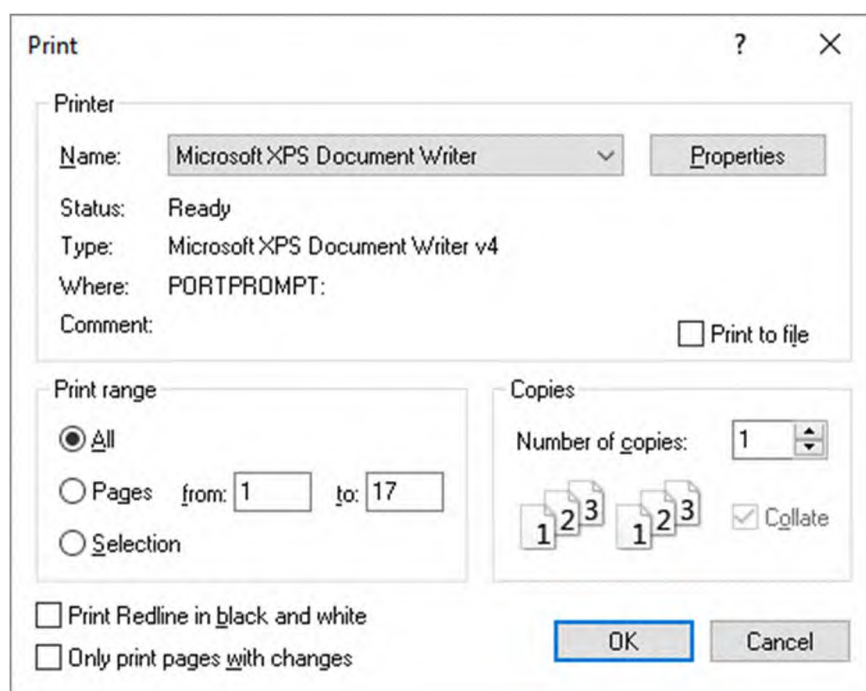 Print ?
Printer
Name: Microsoft XPS Document Writer Properties
Status: Ready
Type: Microsoft XPS Document Writer v4
Where: PORTPROMPT:
Comment:
Print to file
Print range
All
Pages from: 1 to: 17
Selection
Copies
Number of copies: 1
1 2 3 1 2 3 Collate
Print Redline in black and white
Only print pages with changes
OK Cancel